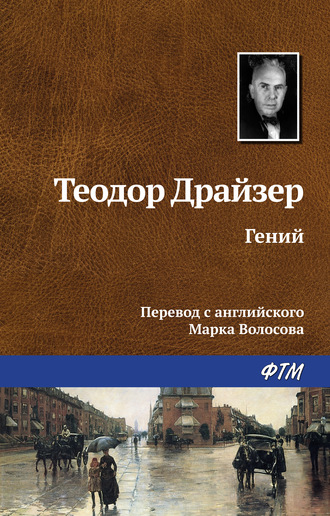 Теодор Драйзер
Гений
Перевод с английского
Марка Волосова
ФТМ